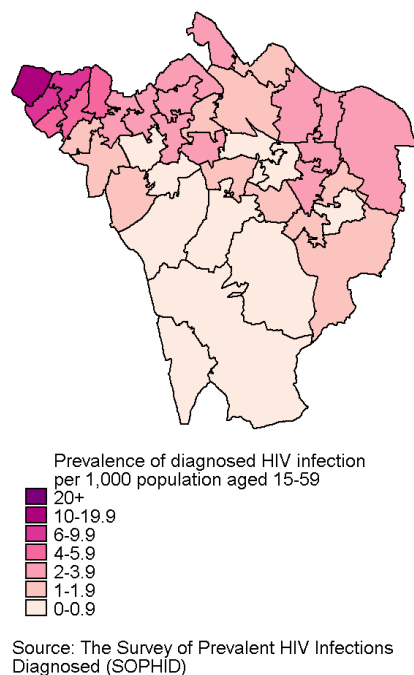 Prevalence of diagnosed HIV infection
per 1,000 population aged 15-59
20+
10-19.9
6-9.9
4-5.9
2-3.9
1-1.9
0-0.9
Source: The Survey of Prevalent HIV Infections
Diagnosed (SOPHID)